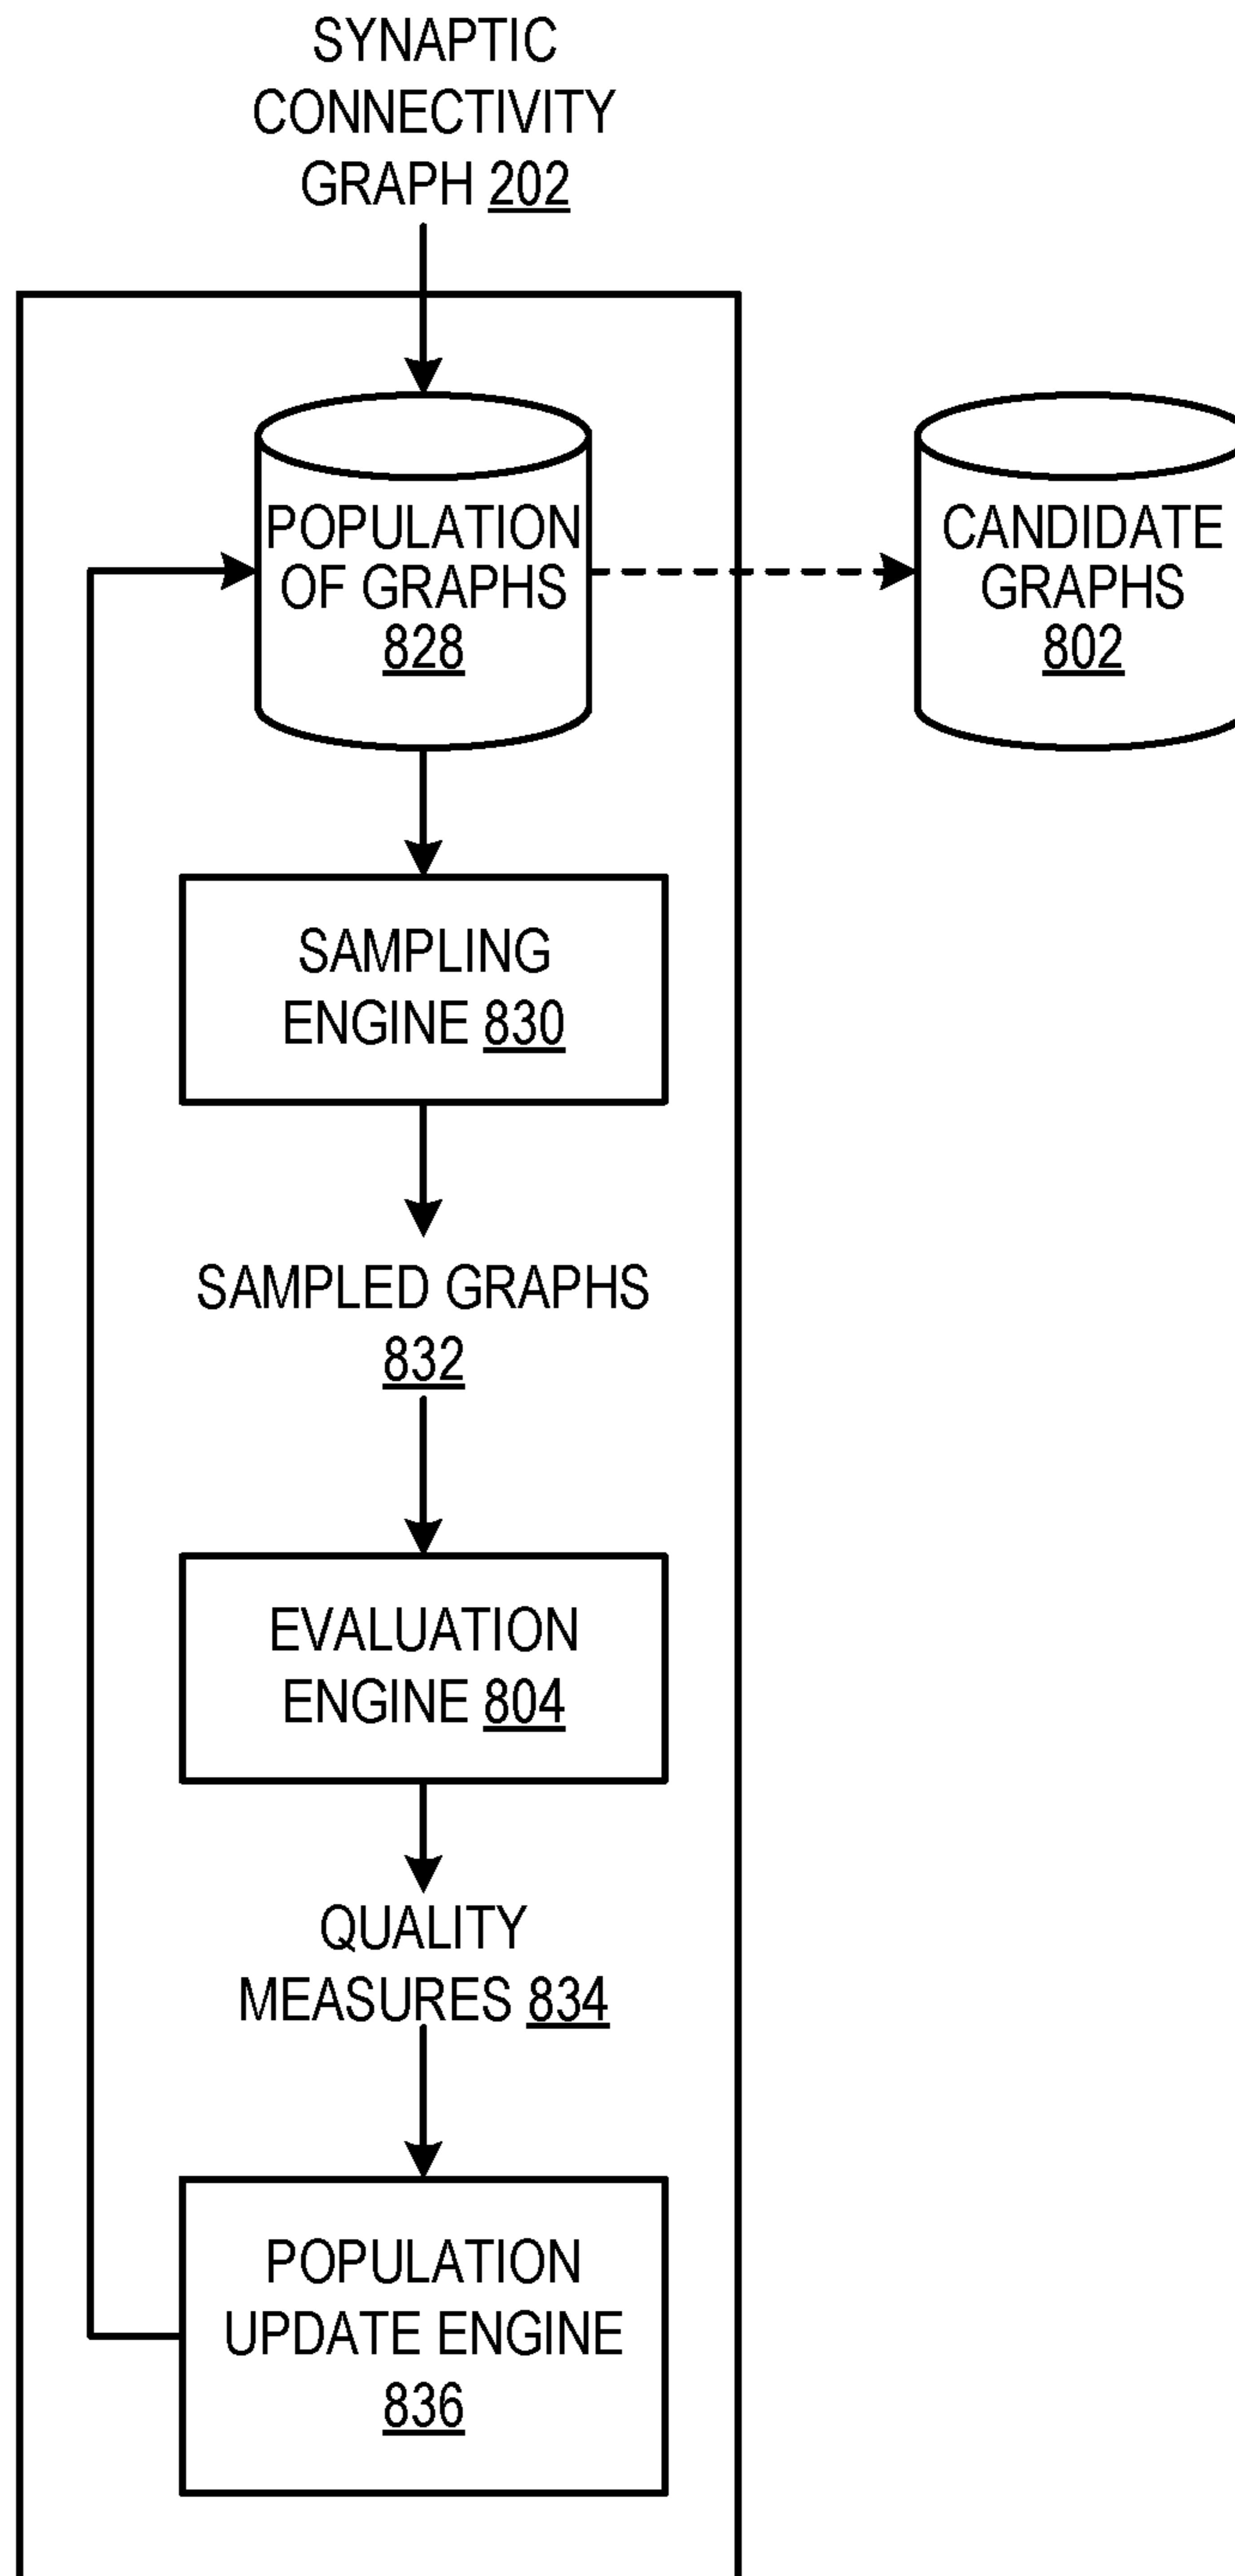 SYNAPTIC
CONNECTIVITY
GRAPH 202
POPULATION
OF GRAPHS
828
CANDIDATE
GRAPHS
802
SAMPLING
ENGINE 830
SAMPLED GRAPHS
832
EVALUATION
ENGINE 804
QUALITY
MEASURES 834
POPULATION
UPDATE ENGINE
836